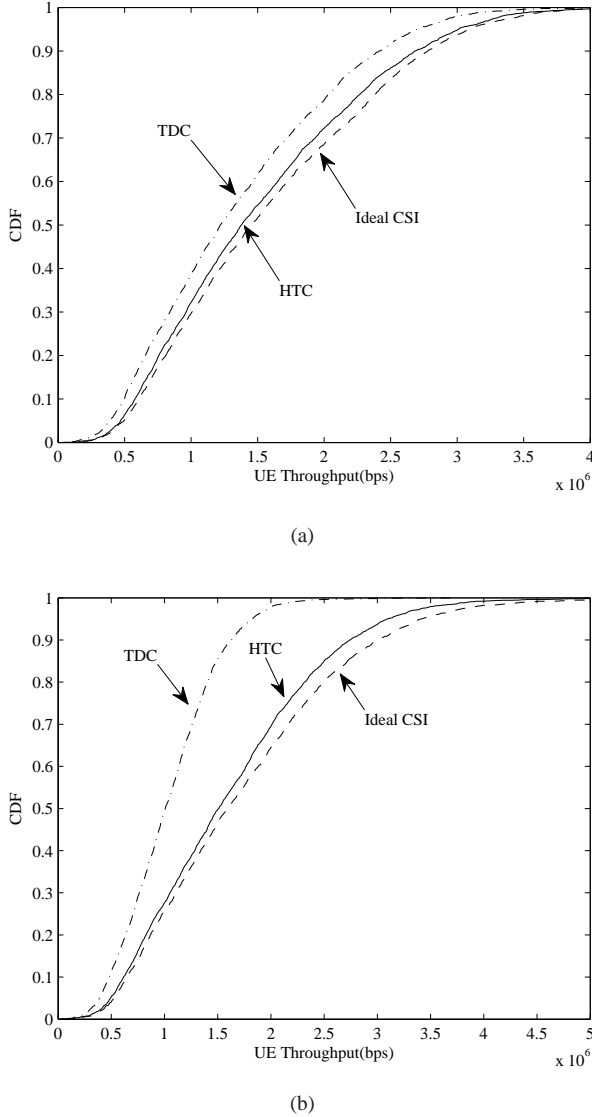 1
0.9
0.8
0.7
0.6
0.5
0.4
0.3
0.2
0.1
0
CDF
TDC
Ideal CSI
HTC
0 0.5 1 1.5 2 2.5 3 3.5 4
UE Throughput(bps)
x 10^6
(a)
1
0.9
0.8
0.7
0.6
0.5
0.4
0.3
0.2
0.1
0
CDF
TDC
HTC
Ideal CSI
0 0.5 1 1.5 2 2.5 3 3.5 4 4.5 5
UE Throughput(bps)
x 10^6
(b)